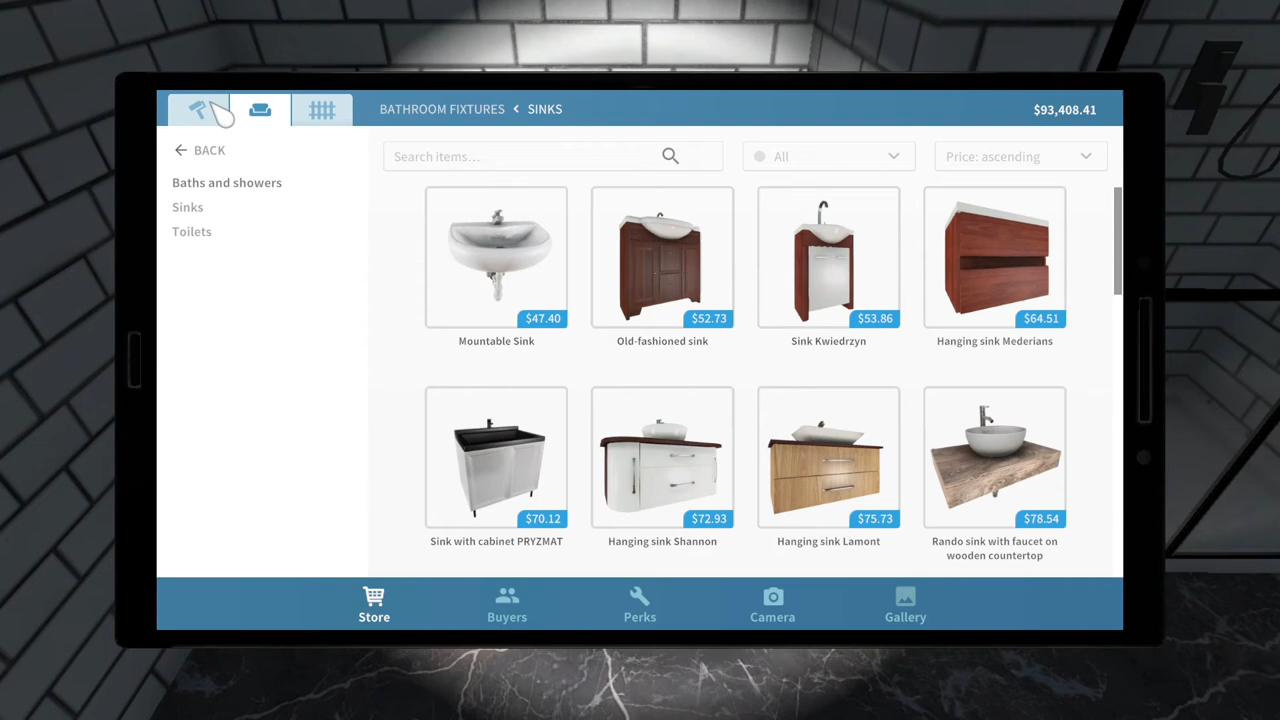 BATHROOM FIXTURES < SINKS
$93,408.41
BACK
Baths and showers
Sinks
Toilets
Search items...
All
Price: ascending
$47.40
$52.73
$53.86
$64.51
Mountable Sink
Old-fashioned sink
Sink Kwiedrzyn
Hanging sink Mederians
$70.12
$72.93
$75.73
$78.54
Sink with cabinet PRYZMAT
Hanging sink Shannon
Hanging sink Lamont
Rando sink with faucet on
wooden countertop
Store
Buyers
Perks
Camera
Gallery